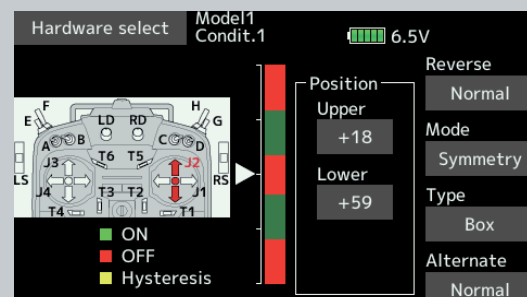 Hardware select
Model1
Condit.1
6.5V
F
H
E
G
LD
RD
A
B
C
D
J3
T6
T5
J2
LS
RS
J4
T3
T2
J1
T4
T1
ON
OFF
Hysteresis
Position
Upper
+18
Lower
+59
Reverse
Normal
Mode
Symmetry
Type
Box
Alternate
Normal